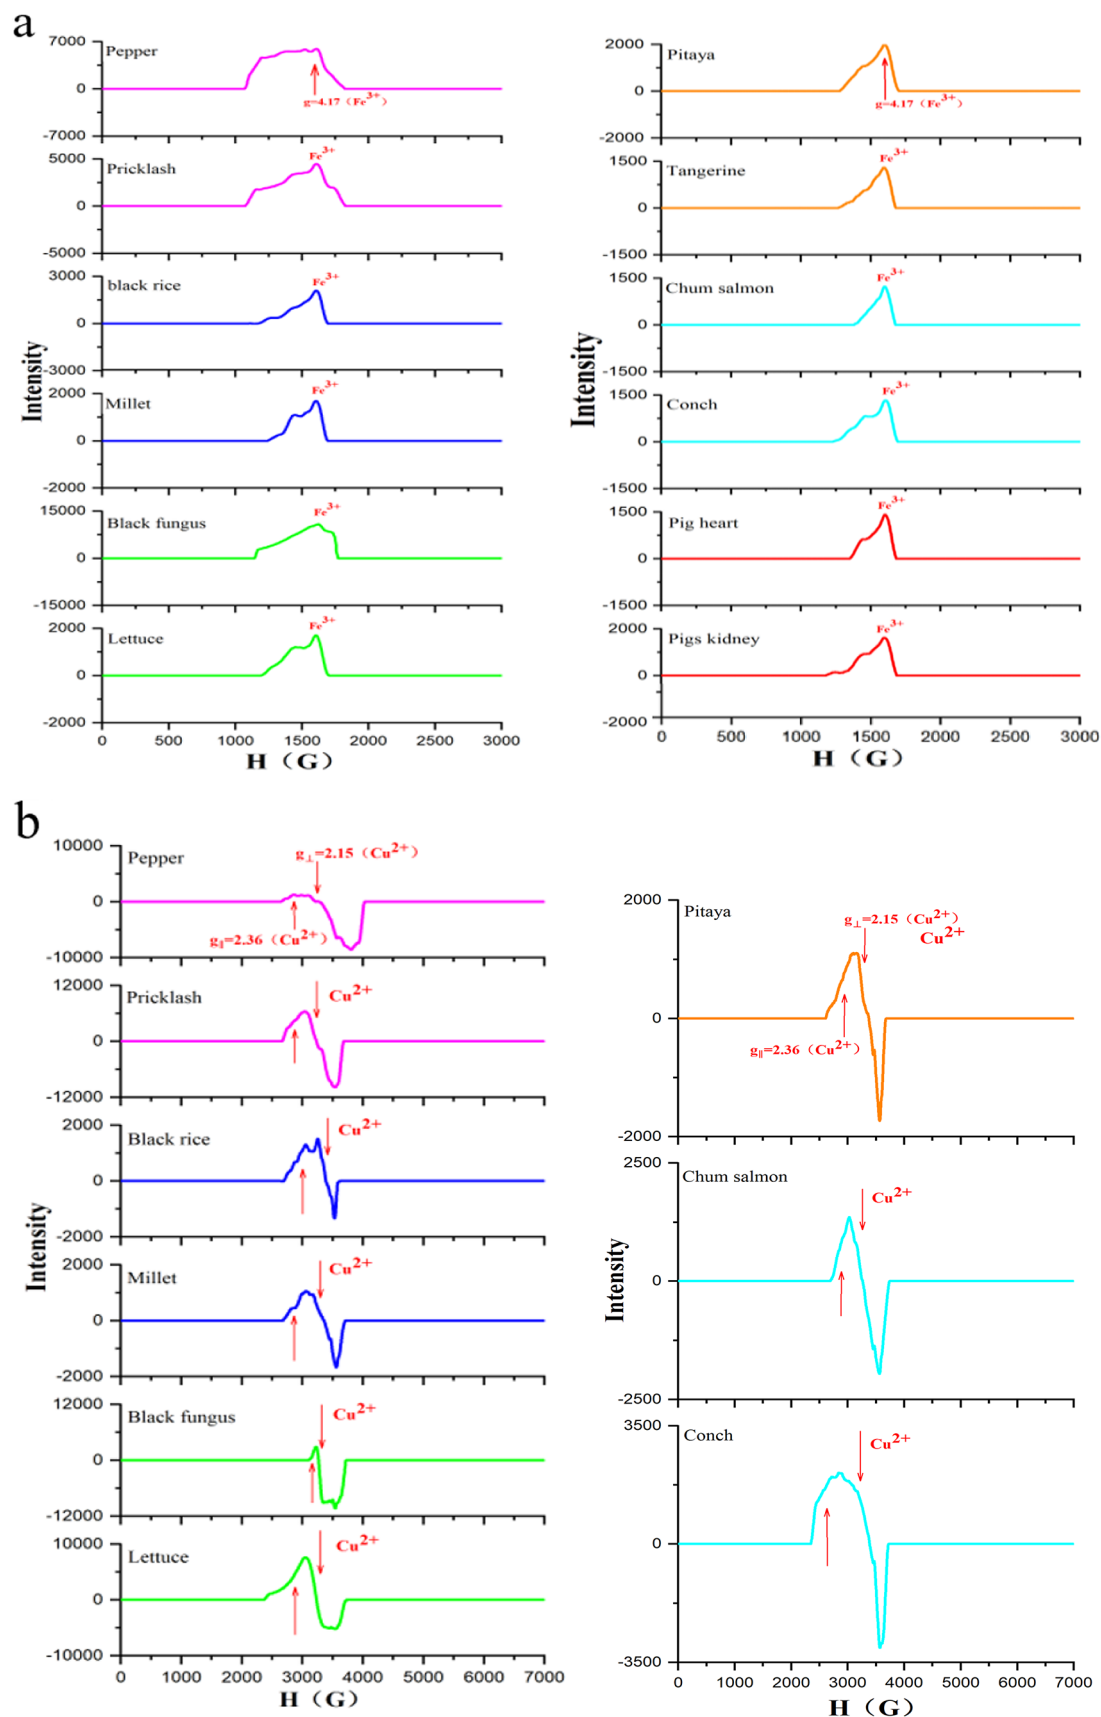 a
Intensity
7000
Pepper
0
g=4.17（Fe3+）
-7000
5000
Pricklash
Fe3+
0
-5000
3000
black rice
Fe3+
0
-3000
2000
Millet
Fe3+
0
-2000
15000
Black fungus
Fe3+
0
-15000
2000
Lettuce
Fe3+
0
-2000
0 500 1000 1500 2000 2500 3000
H（G）
Intensity
2000
Pitaya
0
g=4.17（Fe3+）
-2000
1500
Tangerine
Fe3+
0
-1500
1500
Chum salmon
Fe3+
0
-1500
1500
Conch
Fe3+
0
-1500
1500
Pig heart
Fe3+
0
-1500
2000
Pigs kidney
Fe3+
0
-2000
0 500 1000 1500 2000 2500 3000
H（G）
b
Intensity
10000
Pepper
g⊥=2.15（Cu2+）
0
g∥=2.36（Cu2+）
-10000
12000
Pricklash
Cu2+
0
-12000
2000
Black rice
Cu2+
0
-2000
2000
Millet
Cu2+
0
-2000
12000
Black fungus
Cu2+
0
-12000
10000
Lettuce
Cu2+
0
-10000
0 1000 2000 3000 4000 5000 6000 7000
H（G）
Intensity
2000
Pitaya
g⊥=2.15（Cu2+）
Cu2+
0
g∥=2.36（Cu2+）
-2000
2500
Chum salmon
Cu2+
0
-2500
3500
Conch
Cu2+
0
-3500
0 1000 2000 3000 4000 5000 6000 7000
H（G）